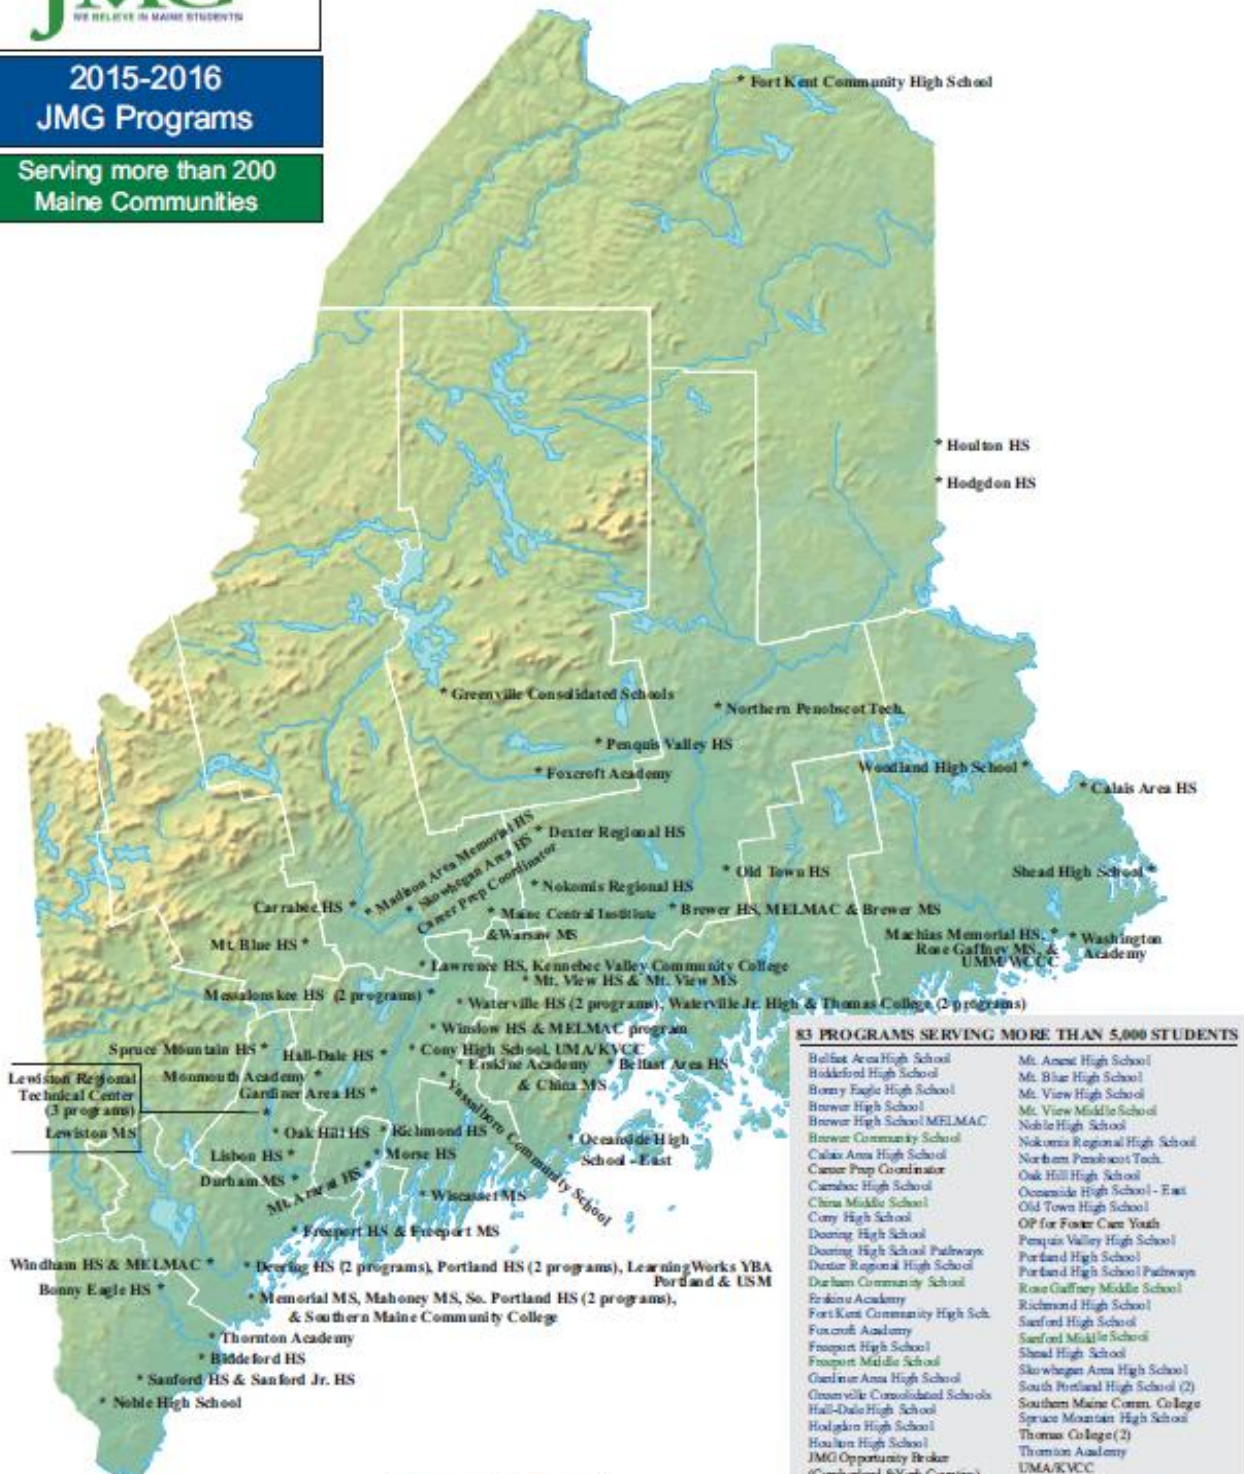 JMG
WE BELIEVE IN MAINE STUDENTS!
2015-2016
JMG Programs
Serving more than 200
Maine Communities
* Fort Kent Community High School
* Houlton HS
* Hodgdon HS
* Greenville Consolidated Schools
* Northern Penobscot Tech.
* Penquis Valley HS
* Foxcroft Academy
Woodland High School *
* Calais Area HS
* Dexter Regional HS
* Madison Area Memorial HS
* Skowhegan Area HS
Career Prep Coordinator
* Old Town HS
Shead High School *
* Nokomis Regional HS
Carrabec HS *
* Maine Central Institute
& Warsaw MS
* Brewer HS, MELMAC & Brewer MS
Mt. Blue HS *
Machias Memorial HS, *
Rose Gaffney MS, &
UMM/WCCC
* Washington
Academy
* Lawrence HS, Kennebec Valley Community College
* Mt. View HS & Mt. View MS
Messalonskee HS (2 programs) *
* Waterville HS (2 programs), Waterville Jr. High & Thomas College (2 programs)
* Winslow HS & MELMAC program
Spruce Mountain HS *
Hall-Dale HS *
* Cony High School, UMA/KVCC
* Erskine Academy
& China MS
* Belfast Area HS
Monmouth Academy *
Gardiner Area HS *
* Vassalboro Community School
Lewiston Regional
Technical Center
(3 programs)
Lewiston MS
*
* Oak Hill HS
* Richmond HS
* Oceanside High
School - East
Lisbon HS *
* Morse HS
Durham MS *
Mt. Ararat HS *
* Wiscasset MS
* Freeport HS & Freeport MS
Windham HS & MELMAC *
* Deering HS (2 programs), Portland HS (2 programs), LearningWorks YBA
Portland & USM
Bonny Eagle HS *
* Memorial MS, Mahoney MS, So. Portland HS (2 programs),
& Southern Maine Community College
* Thornton Academy
* Biddeford HS
* Sanford HS & Sanford Jr. HS
* Noble High School
83 PROGRAMS SERVING MORE THAN 5,000 STUDENTS
Belfast Area High School
Biddeford High School
Bonny Eagle High School
Brewer High School
Brewer High School MELMAC
Brewer Community School
Calais Area High School
Career Prep Coordinator
Carrabec High School
China Middle School
Cony High School
Deering High School
Deering High School Pathways
Dexter Regional High School
Durham Community School
Erskine Academy
Fort Kent Community High Sch.
Foxcroft Academy
Freeport High School
Freeport Middle School
Gardiner Area High School
Greenville Consolidated Schools
Hall-Dale High School
Hodgdon High School
Houlton High School
JMG Opportunity Broker
(Cumberland & York Counties)
Mt. Ararat High School
Mt. Blue High School
Mt. View High School
Mt. View Middle School
Noble High School
Nokomis Regional High School
Northern Penobscot Tech.
Oak Hill High School
Oceanside High School - East
Old Town High School
OP for Foster Care Youth
Penquis Valley High School
Portland High School
Portland High School Pathways
Rose Gaffney Middle School
Richmond High School
Sanford High School
Sanford Middle School
Shead High School
Skowhegan Area High School
South Portland High School (2)
Southern Maine Comm. College
Spruce Mountain High School
Thomas College (2)
Thornton Academy
UMA/KVCC